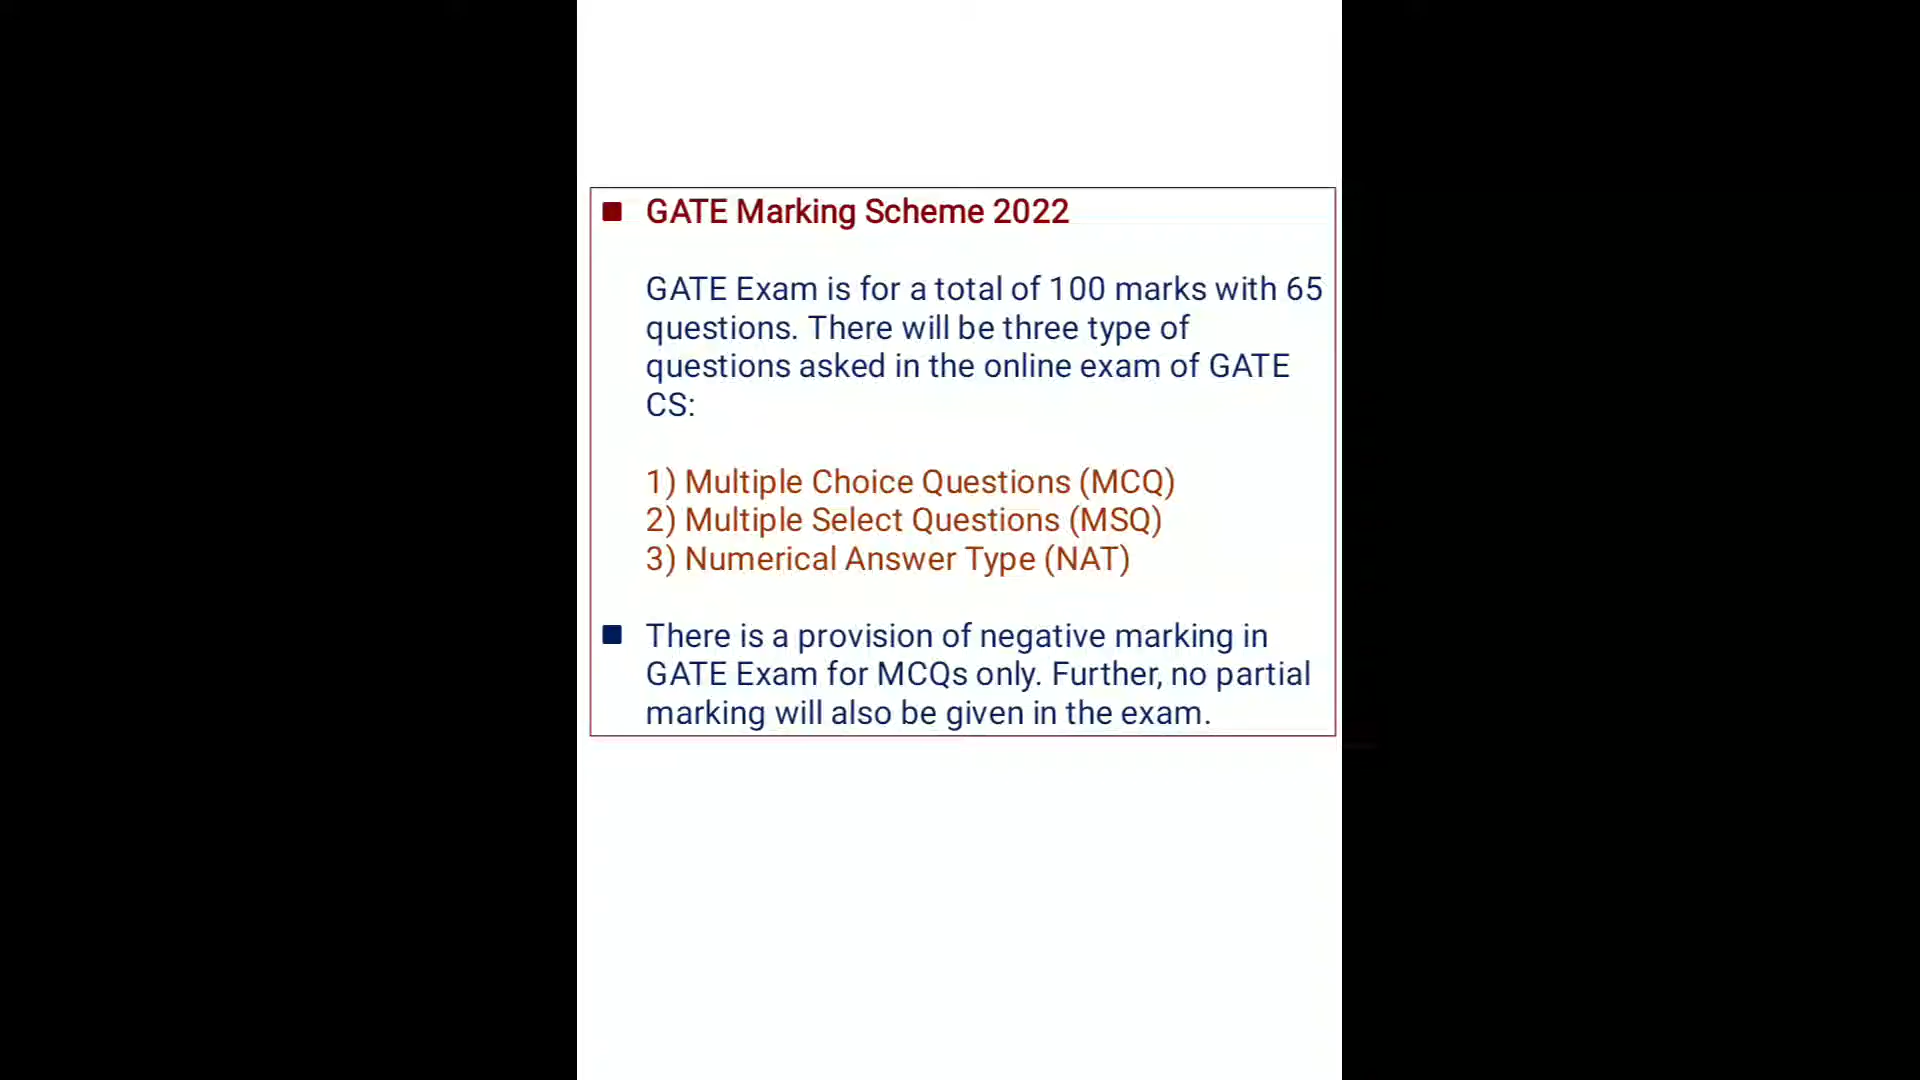 GATE Marking Scheme 2022
GATE Exam is for a total of 100 marks with 65
questions. There will be three type of
questions asked in the online exam of GATE
CS:
1) Multiple Choice Questions (MCQ)
2) Multiple Select Questions (MSQ)
3) Numerical Answer Type (NAT)
There is a provision of negative marking in
GATE Exam for MCQs only. Further, no partial
marking will also be given in the exam.